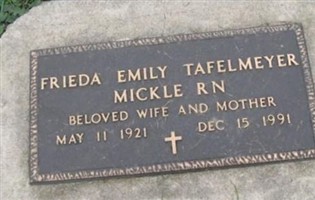 FRIEDA EMILY TAFELMEYER
MICKLE RN
BELOVED WIFE AND MOTHER
MAY 11 1921 DEC 15 1991